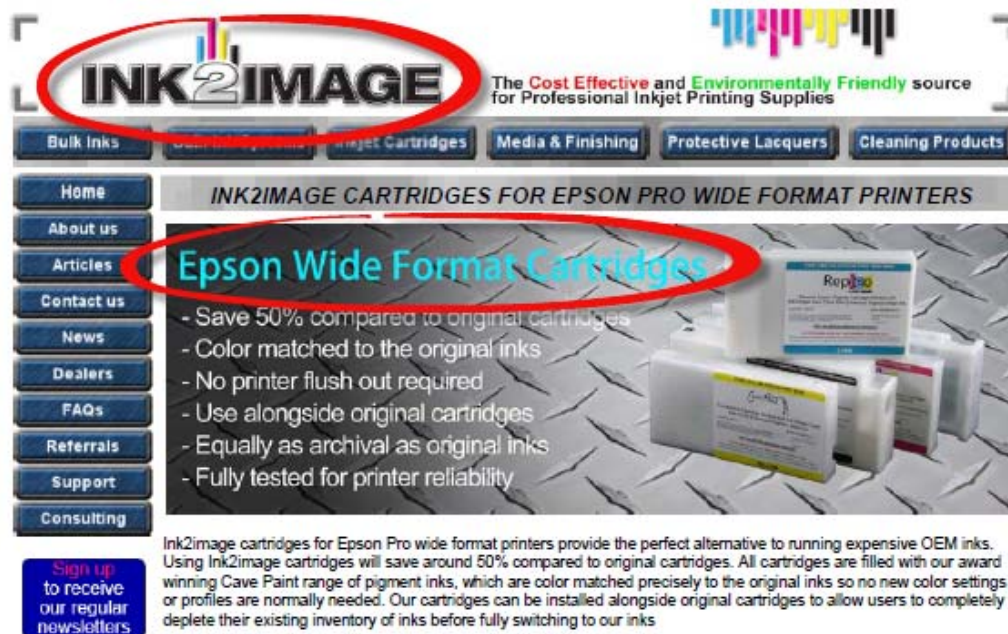 INK2IMAGE
The Cost Effective and Environmentally Friendly source
for Professional Inkjet Printing Supplies
Bulk Inks
Inkjet Cartridges
Media & Finishing
Protective Lacquers
Cleaning Products
Home
About us
Articles
Contact us
News
Dealers
FAQs
Referrals
Support
Consulting
Sign up
to receive
our regular
newsletters
INK2IMAGE CARTRIDGES FOR EPSON PRO WIDE FORMAT PRINTERS
Epson Wide Format Cartridges
- Save 50% compared to original cartridges
- Color matched to the original inks
- No printer flush out required
- Use alongside original cartridges
- Equally as archival as original inks
- Fully tested for printer reliability
Ink2image cartridges for Epson Pro wide format printers provide the perfect alternative to running expensive OEM inks.
Using Ink2image cartridges will save around 50% compared to original cartridges. All cartridges are filled with our award
winning Cave Paint range of pigment inks, which are color matched precisely to the original inks so no new color settings
or profiles are normally needed. Our cartridges can be installed alongside original cartridges to allow users to completely
deplete their existing inventory of inks before fully switching to our inks